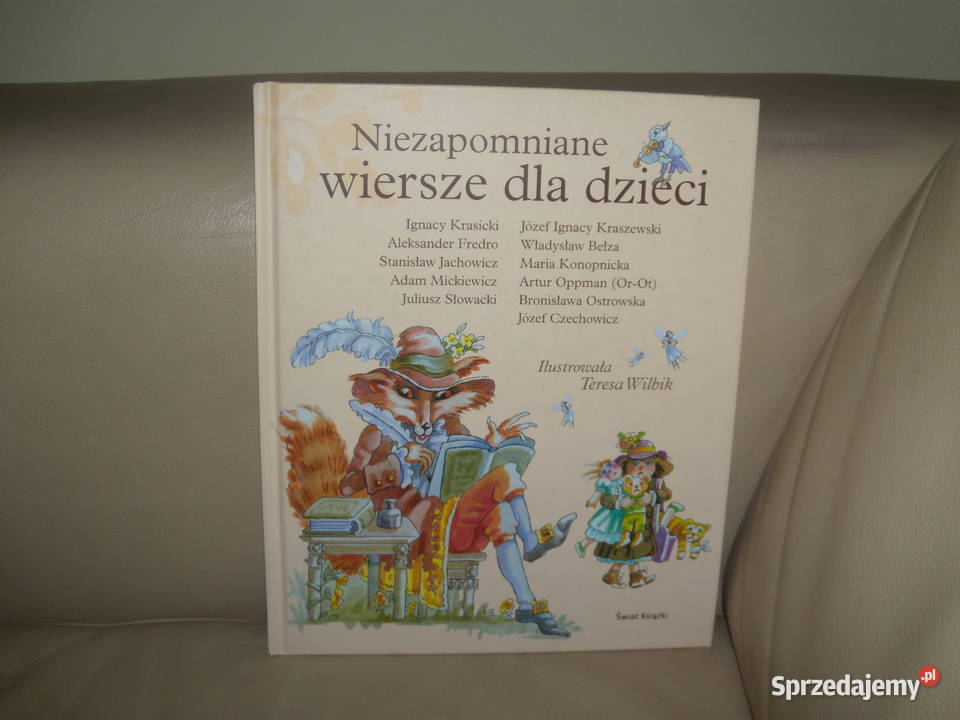 Niezapomniane
wiersze dla dzieci
Ignacy Krasicki
Aleksander Fredro
Stanisław Jachowicz
Adam Mickiewicz
Juliusz Słowacki
Józef Ignacy Kraszewski
Władysław Bełza
Maria Konopnicka
Artur Oppman (Or-Ot)
Bronisława Ostrowska
Józef Czechowicz
Ilustrowała
Teresa Wilbik
Świat Książki
Sprzedajemy.pl